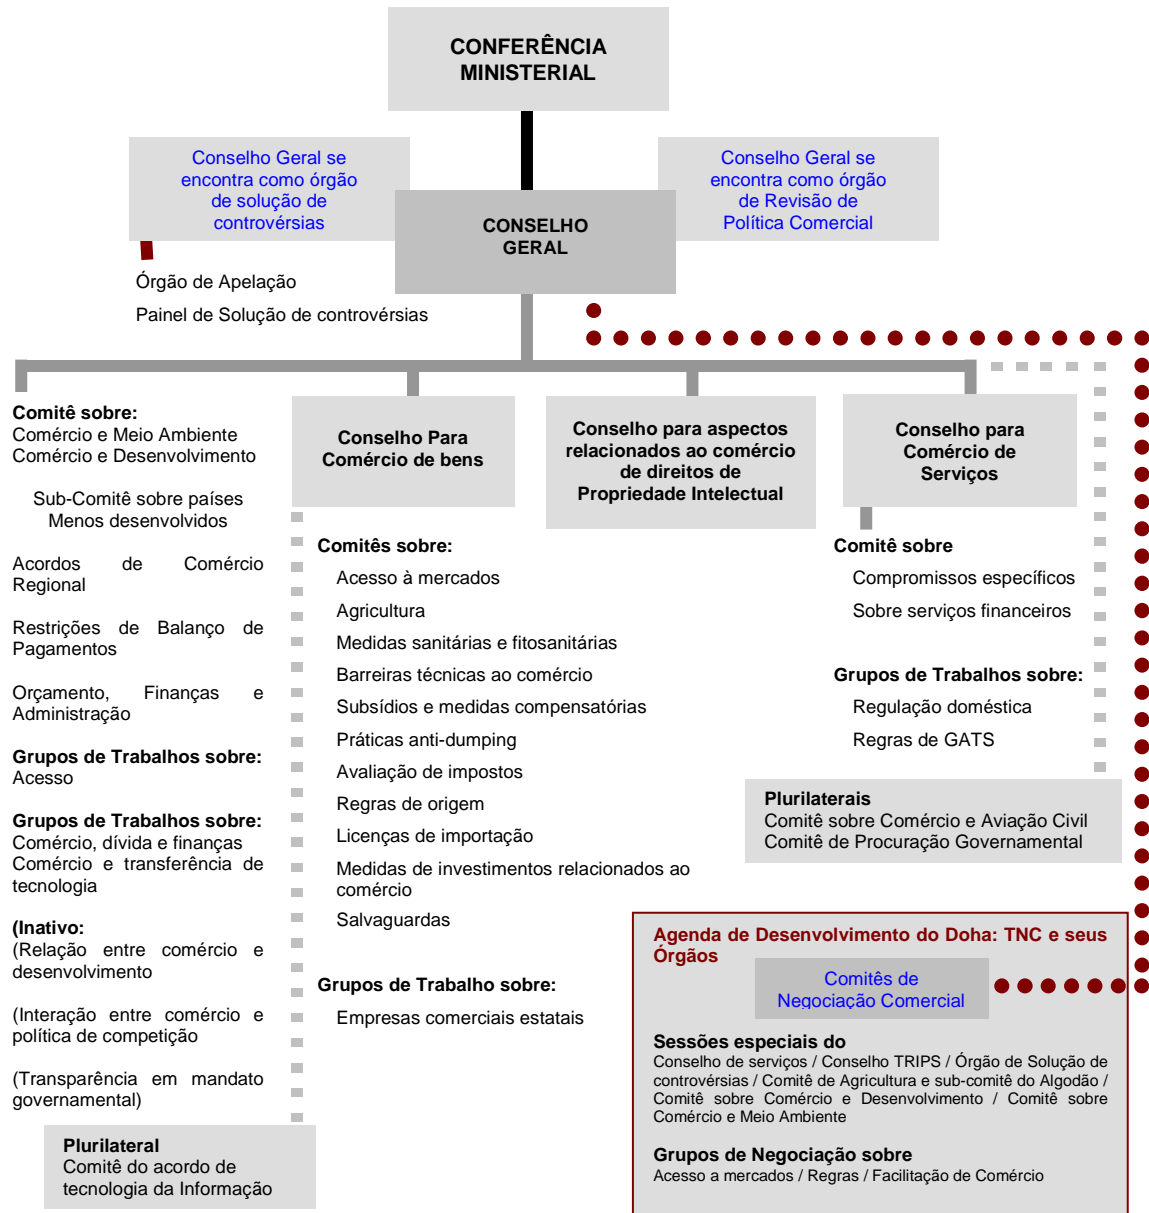 CONFERÊNCIA
MINISTERIAL
Conselho Geral se
encontra como órgão
de solução de
controvérsias
Conselho Geral se
encontra como órgão
de Revisão de
Política Comercial
CONSELHO
GERAL
Órgão de Apelação
Painel de Solução de controvérsias
Comitê sobre:
Comércio e Meio Ambiente
Comércio e Desenvolvimento
Sub-Comitê sobre países
Menos desenvolvidos
Acordos de Comércio
Regional
Restrições de Balanço de
Pagamentos
Orçamento, Finanças e
Administração
Grupos de Trabalhos sobre:
Acesso
Grupos de Trabalhos sobre:
Comércio, dívida e finanças
Comércio e transferência de
tecnologia
(Inativo:
(Relação entre comércio e
desenvolvimento
(Interação entre comércio e
política de competição
(Transparência em mandato
governamental)
Plurilateral
Comitê do acordo de
tecnologia da Informação
Conselho Para
Comércio de bens
Comitês sobre:
Acesso à mercados
Agricultura
Medidas sanitárias e fitosanitárias
Barreiras técnicas ao comércio
Subsídios e medidas compensatórias
Práticas anti-dumping
Avaliação de impostos
Regras de origem
Licenças de importação
Medidas de investimentos relacionados ao
comércio
Salvaguardas
Grupos de Trabalho sobre:
Empresas comerciais estatais
Conselho para aspectos
relacionados ao comércio
de direitos de
Propriedade Intelectual
Conselho para
Comércio de
Serviços
Comitê sobre
Compromissos específicos
Sobre serviços financeiros
Grupos de Trabalhos sobre:
Regulação doméstica
Regras de GATS
Plurilaterais
Comitê sobre Comércio e Aviação Civil
Comitê de Procuração Governamental
Agenda de Desenvolvimento do Doha: TNC e seus
Órgãos
Comitês de
Negociação Comercial
Sessões especiais do
Conselho de serviços / Conselho TRIPS / Órgão de Solução de
controvérsias / Comitê de Agricultura e sub-comitê do Algodão /
Comitê sobre Comércio e Desenvolvimento / Comitê sobre
Comércio e Meio Ambiente
Grupos de Negociação sobre
Acesso a mercados / Regras / Facilitação de Comércio